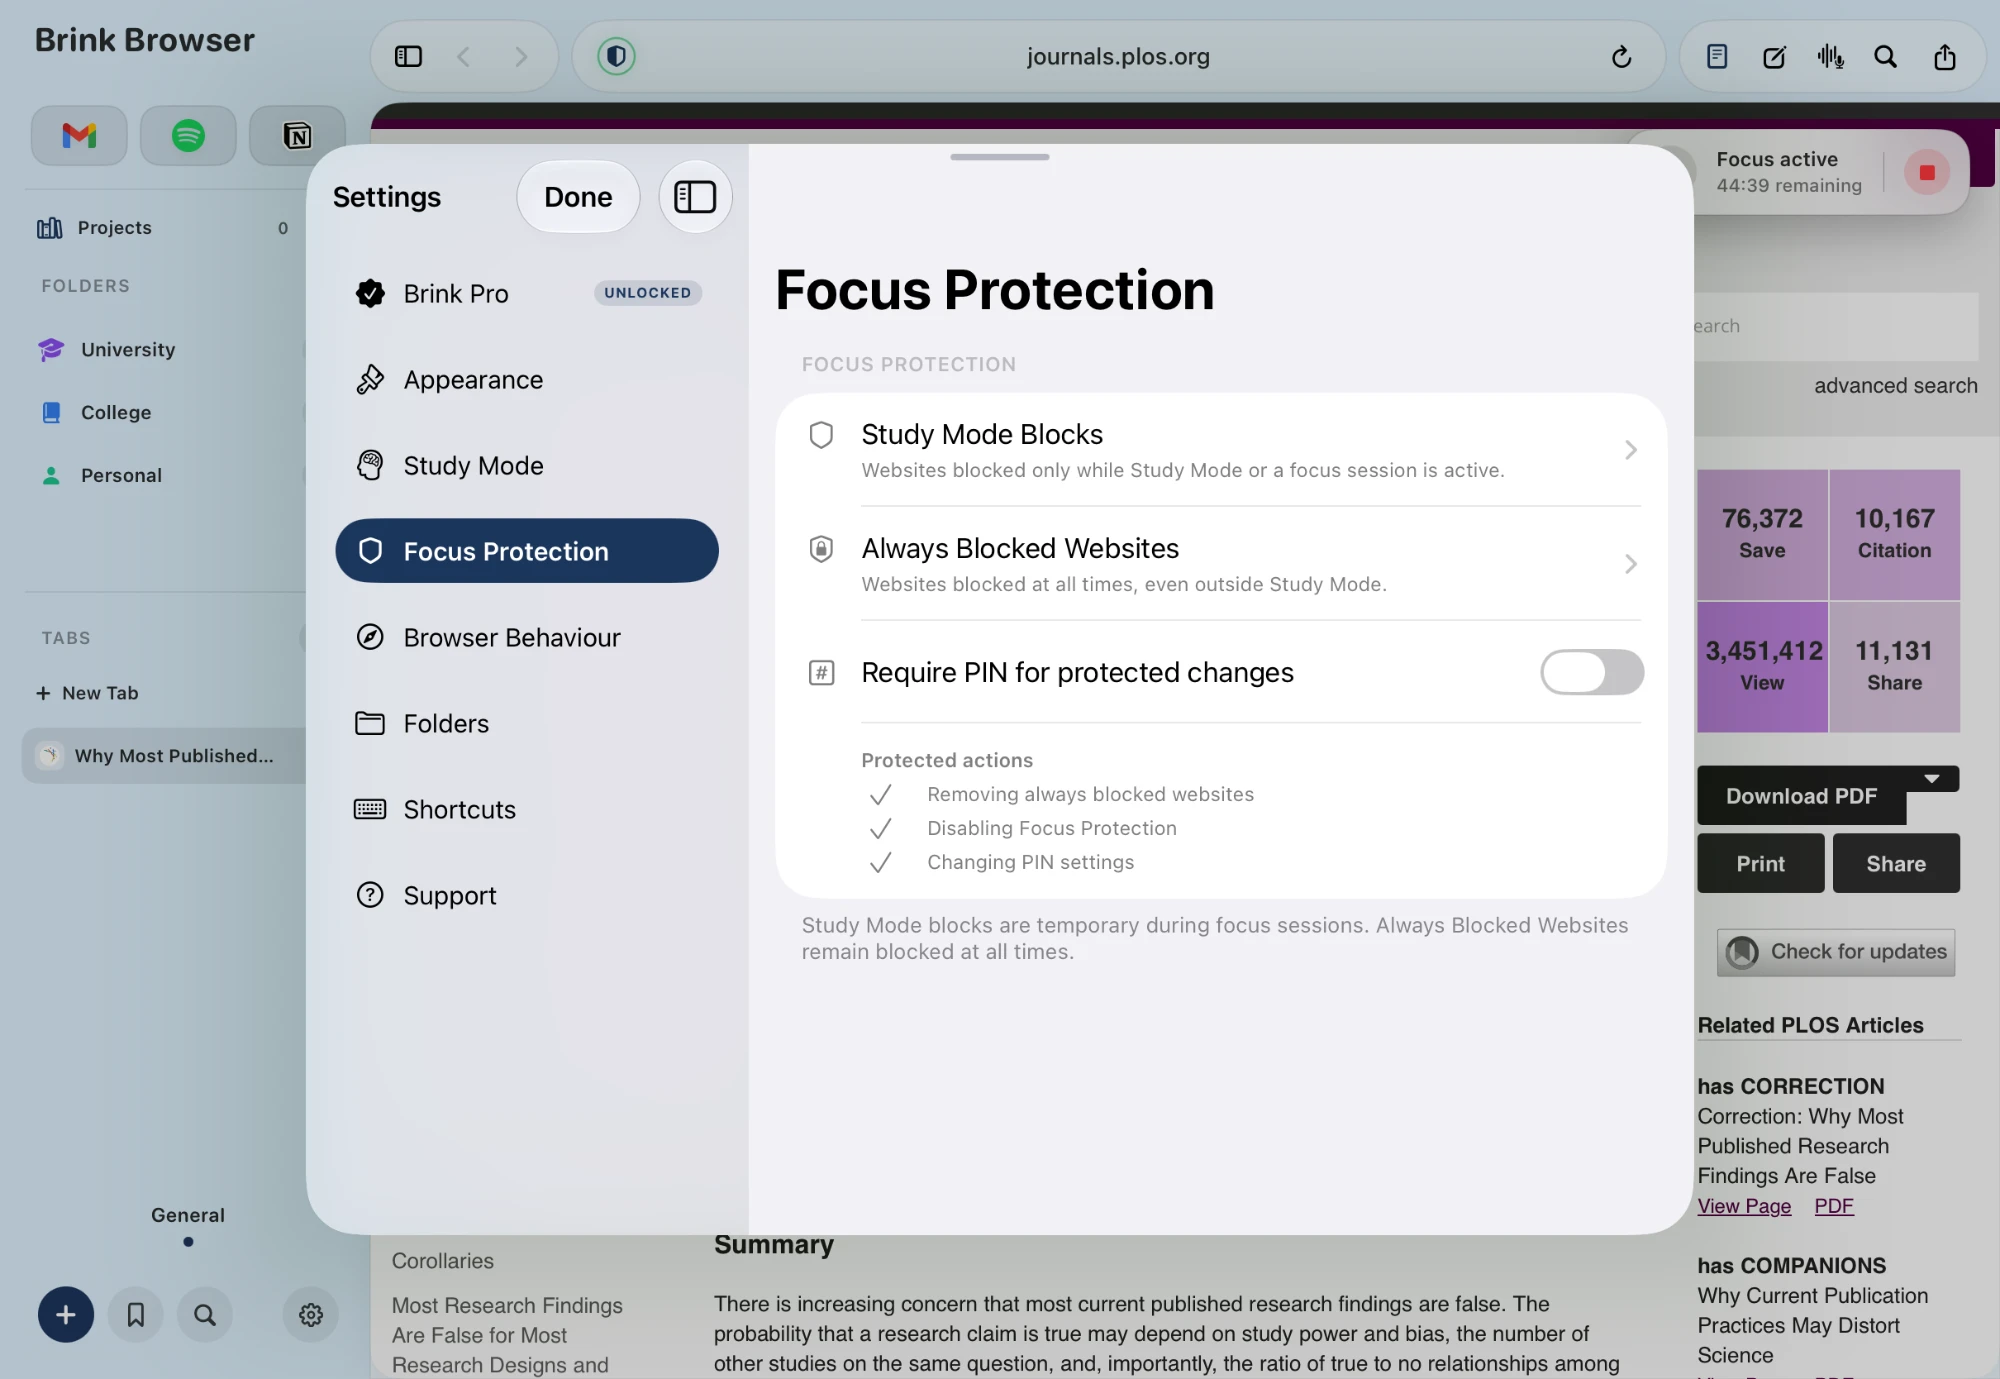 Brink Browser
journals.plos.org
Projects 0
FOLDERS
University
College
Personal
TABS
+ New Tab
Why Most Published...
General
Settings
Done
Brink Pro UNLOCKED
Appearance
Study Mode
Focus Protection
Browser Behaviour
Folders
Shortcuts
Support
Focus Protection
FOCUS PROTECTION
Study Mode Blocks
Websites blocked only while Study Mode or a focus session is active.
Always Blocked Websites
Websites blocked at all times, even outside Study Mode.
# Require PIN for protected changes
Protected actions
Removing always blocked websites
Disabling Focus Protection
Changing PIN settings
Study Mode blocks are temporary during focus sessions. Always Blocked Websites
remain blocked at all times.
Focus active
44:39 remaining
earch
advanced search
76,372
Save
10,167
Citation
3,451,412
View
11,131
Share
Download PDF
Print
Share
Check for updates
Related PLOS Articles
has CORRECTION
Correction: Why Most
Published Research
Findings Are False
View Page PDF
has COMPANIONS
Why Current Publication
Practices May Distort
Science
Corollaries
Most Research Findings
Are False for Most
Research Designs and
Summary
There is increasing concern that most current published research findings are false. The
probability that a research claim is true may depend on study power and bias, the number of
other studies on the same question, and, importantly, the ratio of true to no relationships among